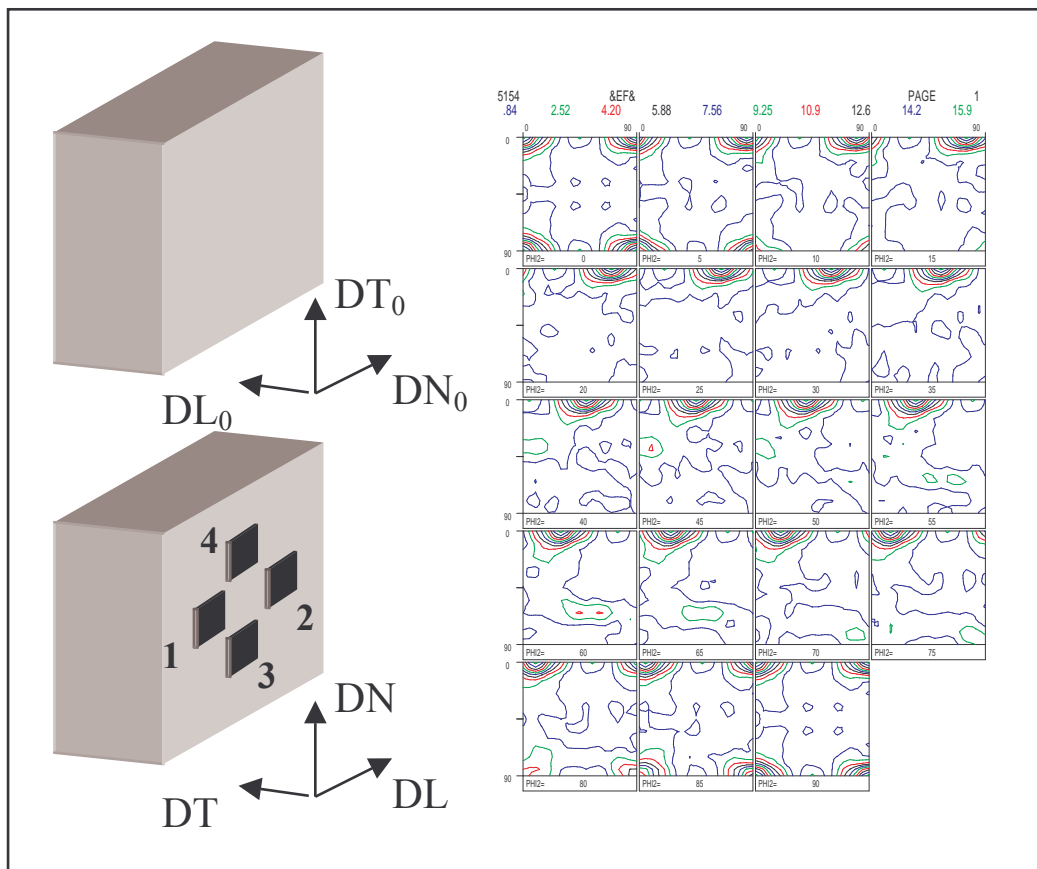 DT0
DN0
DL0
4
2
1
3
DN
DL
DT
5154 &EF& PAGE 1
.84 2.52 4.20 5.88 7.56 9.25 10.9 12.6 14.2 15.9
0 90 0 90 0 90 0 90
0
90
PHI2= 0 PHI2= 5 PHI2= 10 PHI2= 15
0
90
PHI2= 20 PHI2= 25 PHI2= 30 PHI2= 35
0
90
PHI2= 40 PHI2= 45 PHI2= 50 PHI2= 55
0
90
PHI2= 60 PHI2= 65 PHI2= 70 PHI2= 75
0
90
PHI2= 80 PHI2= 85 PHI2= 90